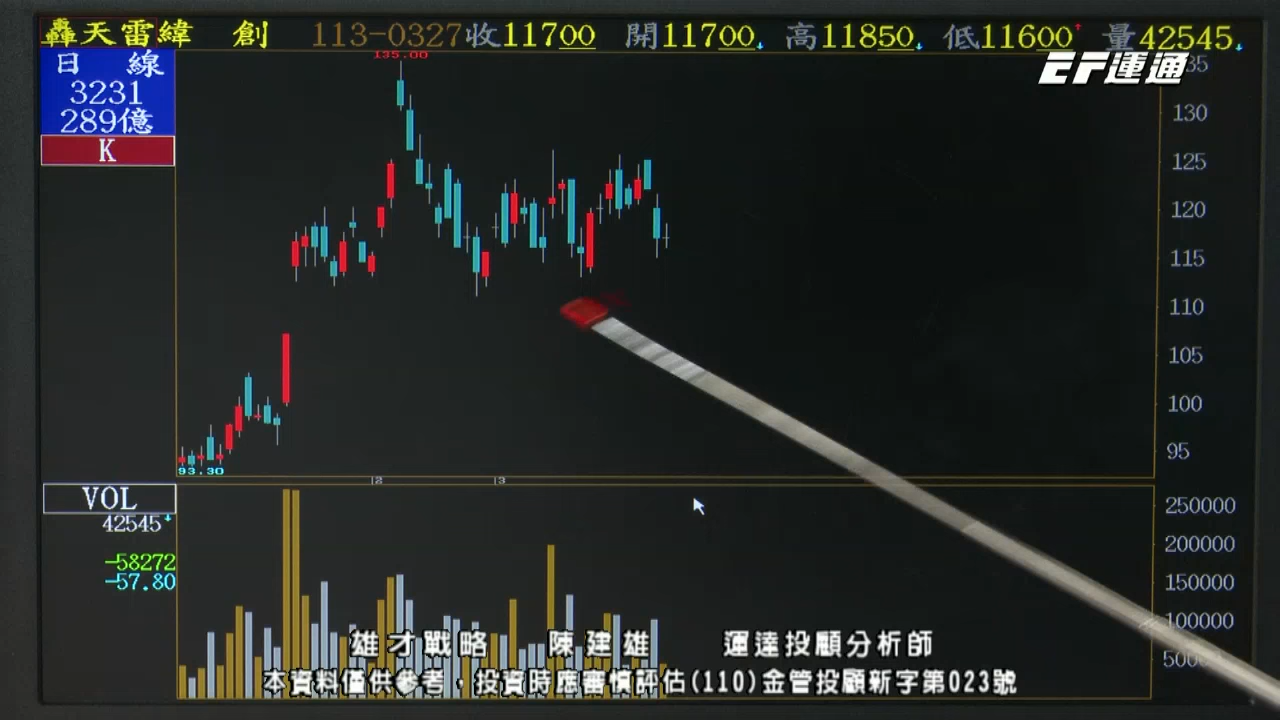 轟天雷緯 創 113-0327 收11700 開11700 高11850 低11600 量42545
EF運通
日 線
3231
289億
K
135.00
135
130
125
120
115
110
105
100
95
93.30
2 3
VOL
42545
-58272
-57.80
250000
200000
150000
100000
雄才戰略 陳建雄 運達投顧分析師
本資料僅供參考，投資時應審慎評估(110)金管投顧新字第023號